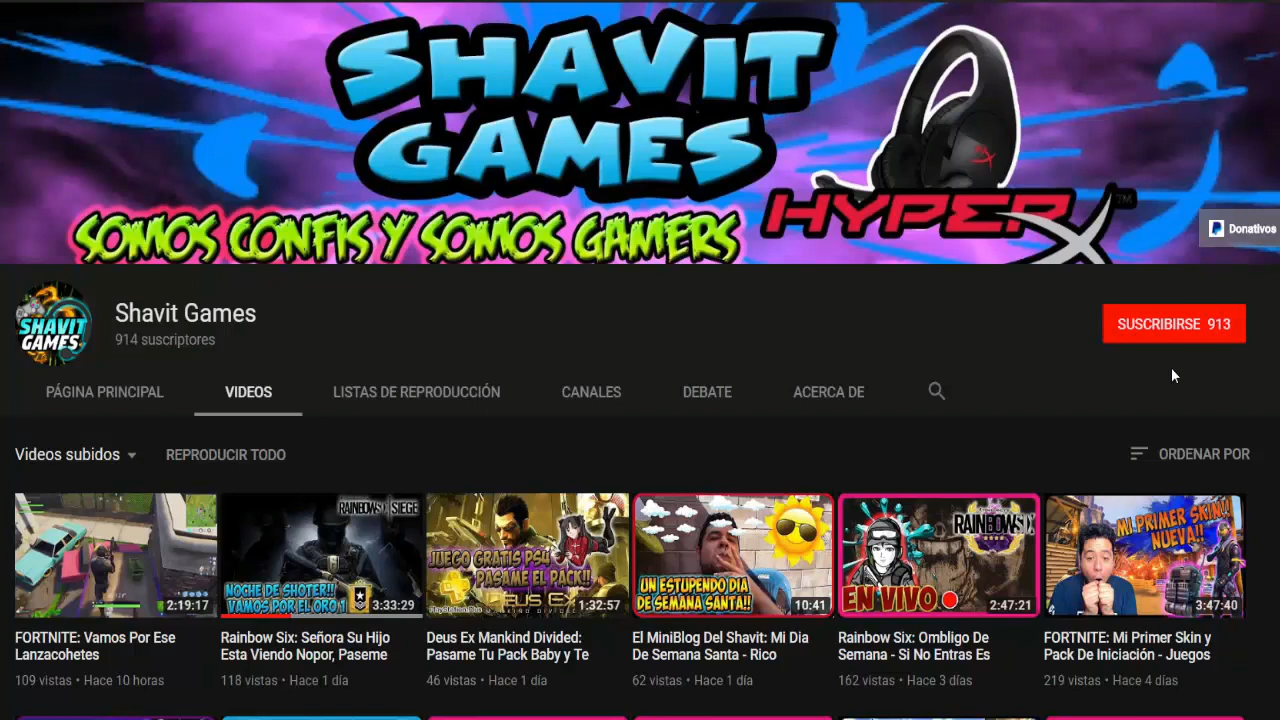 SHAVIT
GAMES
SOMOS CONFIS Y SOMOS GAMERS
HYPERX™
Donativos
SHAVIT
GAMES
Shavit Games
914 suscriptores
SUSCRIBIRSE 913
PÁGINA PRINCIPAL VIDEOS LISTAS DE REPRODUCCIÓN CANALES DEBATE ACERCA DE
Videos subidos REPRODUCIR TODO ORDENAR POR
2:19:17
RAINBOW SIX SIEGE
NOCHE DE SHOTER!!
VAMOS POR EL ORO 1
3:33:29
JUEGO GRATIS PS4
PASAME EL PACK!!
1:32:57
UN ESTUPENDO DIA
DE SEMANA SANTA!!
10:41
RAINBOW SIX
EN VIVO
2:47:21
MI PRIMER SKIN!!
NUEVA!!
3:47:40
FORTNITE: Vamos Por Ese
Lanzacohetes
109 vistas • Hace 10 horas
Rainbow Six: Señora Su Hijo
Esta Viendo Nopor, Paseme
118 vistas • Hace 1 día
Deus Ex Mankind Divided:
Pasame Tu Pack Baby y Te
46 vistas • Hace 1 día
El MiniBlog Del Shavit: Mi Dia
De Semana Santa - Rico
62 vistas • Hace 1 día
Rainbow Six: Ombligo De
Semana - Si No Entras Es
162 vistas • Hace 3 días
FORTNITE: Mi Primer Skin y
Pack De Iniciación - Juegos
219 vistas • Hace 4 días